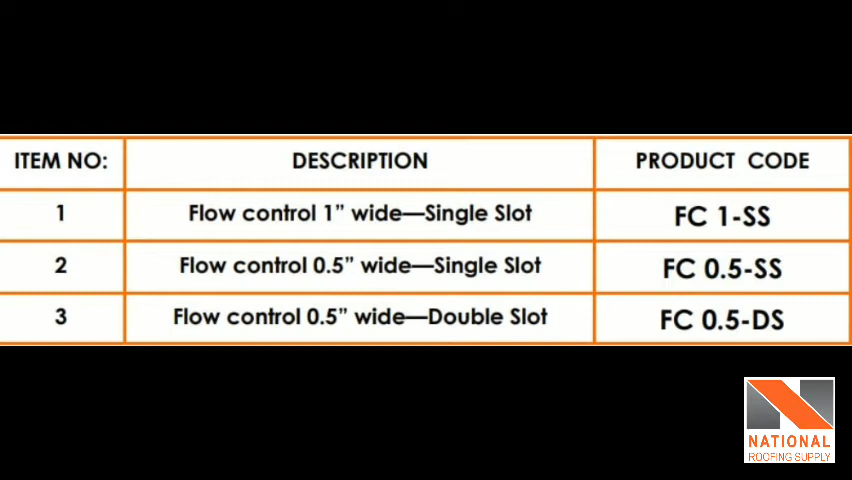 ITEM NO: DESCRIPTION PRODUCT CODE
1 Flow control 1” wide—Single Slot FC 1-SS
2 Flow control 0.5” wide—Single Slot FC 0.5-SS
3 Flow control 0.5” wide—Double Slot FC 0.5-DS
NATIONAL
ROOFING SUPPLY